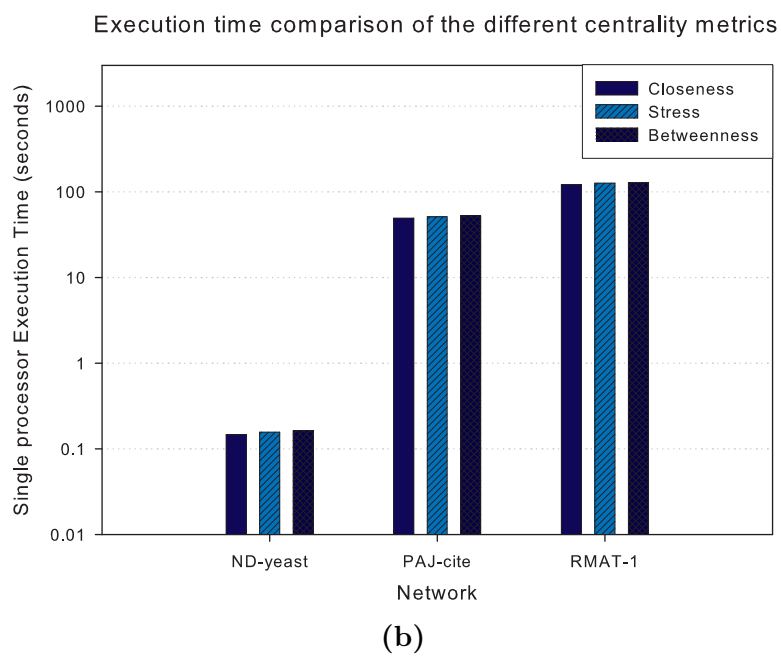 Execution time comparison of the different centrality metrics
Single processor Execution Time (seconds)
1000
100
10
1
0.1
0.01
Closeness
Stress
Betweenness
ND-yeast
PAJ-cite
RMAT-1
Network
(b)